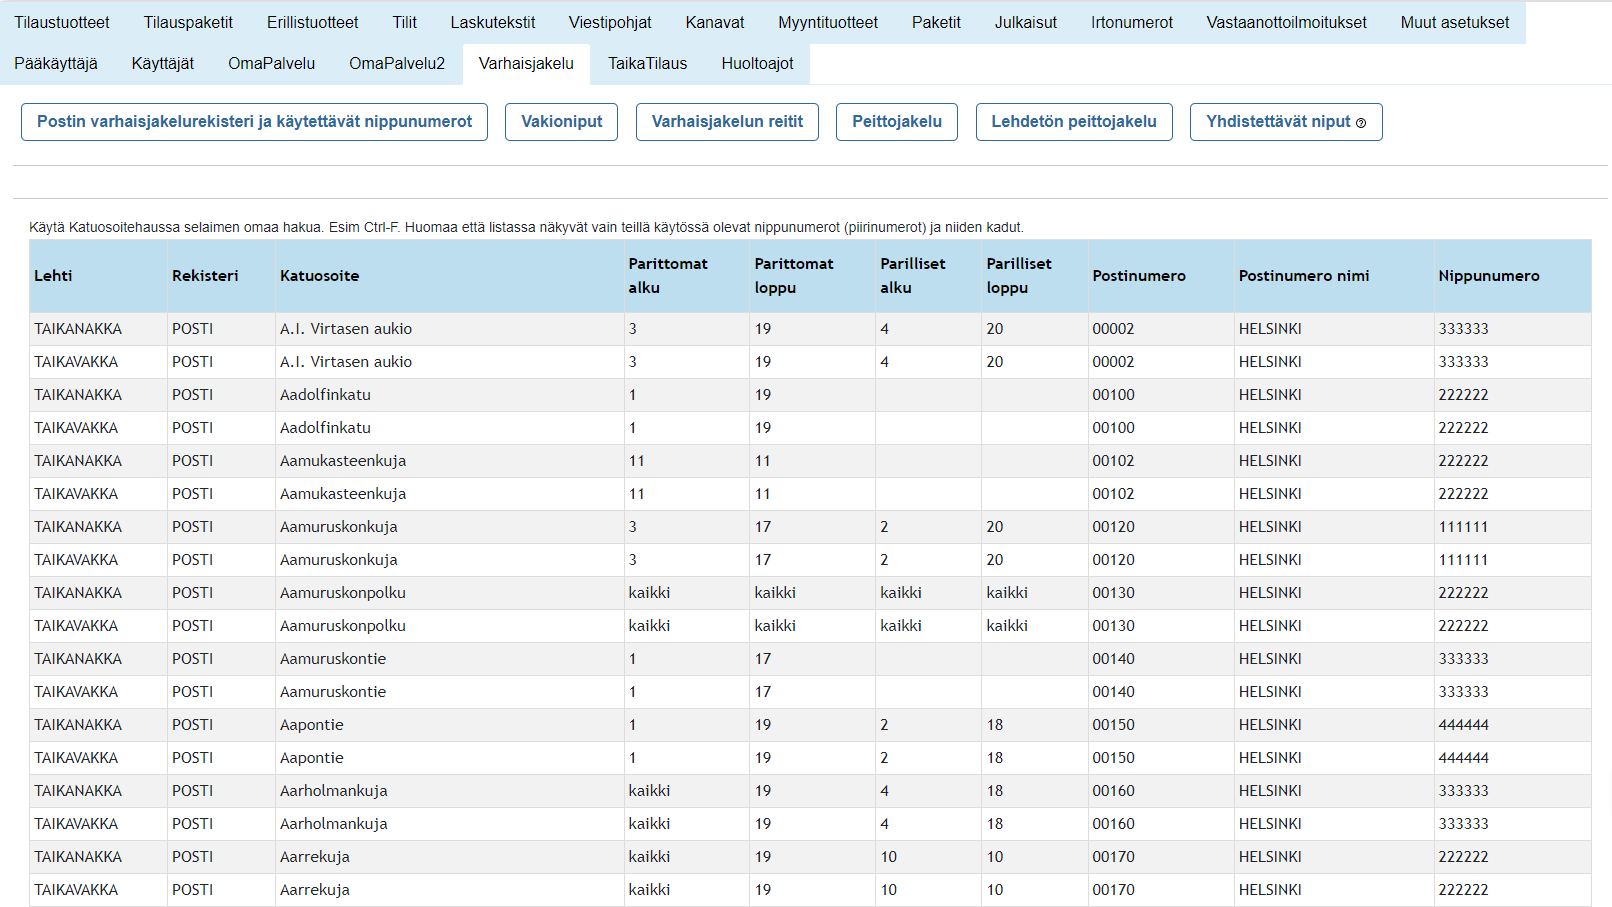 Tilaustuotteet Tilauspaketit Erillistuotteet Tilit Laskutekstit Viestipohjat Kanavat Myyntituotteet Paketit Julkaisut Irtonumerot Vastaanottoilmoitukset Muut asetukset
Pääkäyttäjä Käyttäjät OmaPalvelu OmaPalvelu2 Varhaisjakelu TaikaTilaus Huoltoajot
Postin varhaisjakelurekisteri ja käytettävät nippunumerot Vakioniput Varhaisjakelun reitit Peittojakelu Lehdetön peittojakelu Yhdistettävät niput ?
Käytä Katuosoitehaussa selaimen omaa hakua. Esim Ctrl-F. Huomaa että listassa näkyvät vain teillä käytössä olevat nippunumerot (piirinumerot) ja niiden kadut.
Lehti Rekisteri Katuosoite Parittomat alku Parittomat loppu Parilliset alku Parilliset loppu Postinumero Postinumero nimi Nippunumero
TAIKANAKKA POSTI A.I. Virtasen aukio 3 19 4 20 00002 HELSINKI 333333
TAIKAVAKKA POSTI A.I. Virtasen aukio 3 19 4 20 00002 HELSINKI 333333
TAIKANAKKA POSTI Aadolfinkatu 1 19 00100 HELSINKI 222222
TAIKAVAKKA POSTI Aadolfinkatu 1 19 00100 HELSINKI 222222
TAIKANAKKA POSTI Aamukasteenkuja 11 11 00102 HELSINKI 222222
TAIKAVAKKA POSTI Aamukasteenkuja 11 11 00102 HELSINKI 222222
TAIKANAKKA POSTI Aamuruskonkuja 3 17 2 20 00120 HELSINKI 111111
TAIKAVAKKA POSTI Aamuruskonkuja 3 17 2 20 00120 HELSINKI 111111
TAIKANAKKA POSTI Aamuruskonpolku kaikki kaikki kaikki kaikki 00130 HELSINKI 222222
TAIKAVAKKA POSTI Aamuruskonpolku kaikki kaikki kaikki kaikki 00130 HELSINKI 222222
TAIKANAKKA POSTI Aamuruskontie 1 17 00140 HELSINKI 333333
TAIKAVAKKA POSTI Aamuruskontie 1 17 00140 HELSINKI 333333
TAIKANAKKA POSTI Aapontie 1 19 2 18 00150 HELSINKI 444444
TAIKAVAKKA POSTI Aapontie 1 19 2 18 00150 HELSINKI 444444
TAIKANAKKA POSTI Aarholmankuja kaikki 19 4 18 00160 HELSINKI 333333
TAIKAVAKKA POSTI Aarholmankuja kaikki 19 4 18 00160 HELSINKI 333333
TAIKANAKKA POSTI Aarrekuja kaikki 19 10 10 00170 HELSINKI 222222
TAIKAVAKKA POSTI Aarrekuja kaikki 19 10 10 00170 HELSINKI 222222